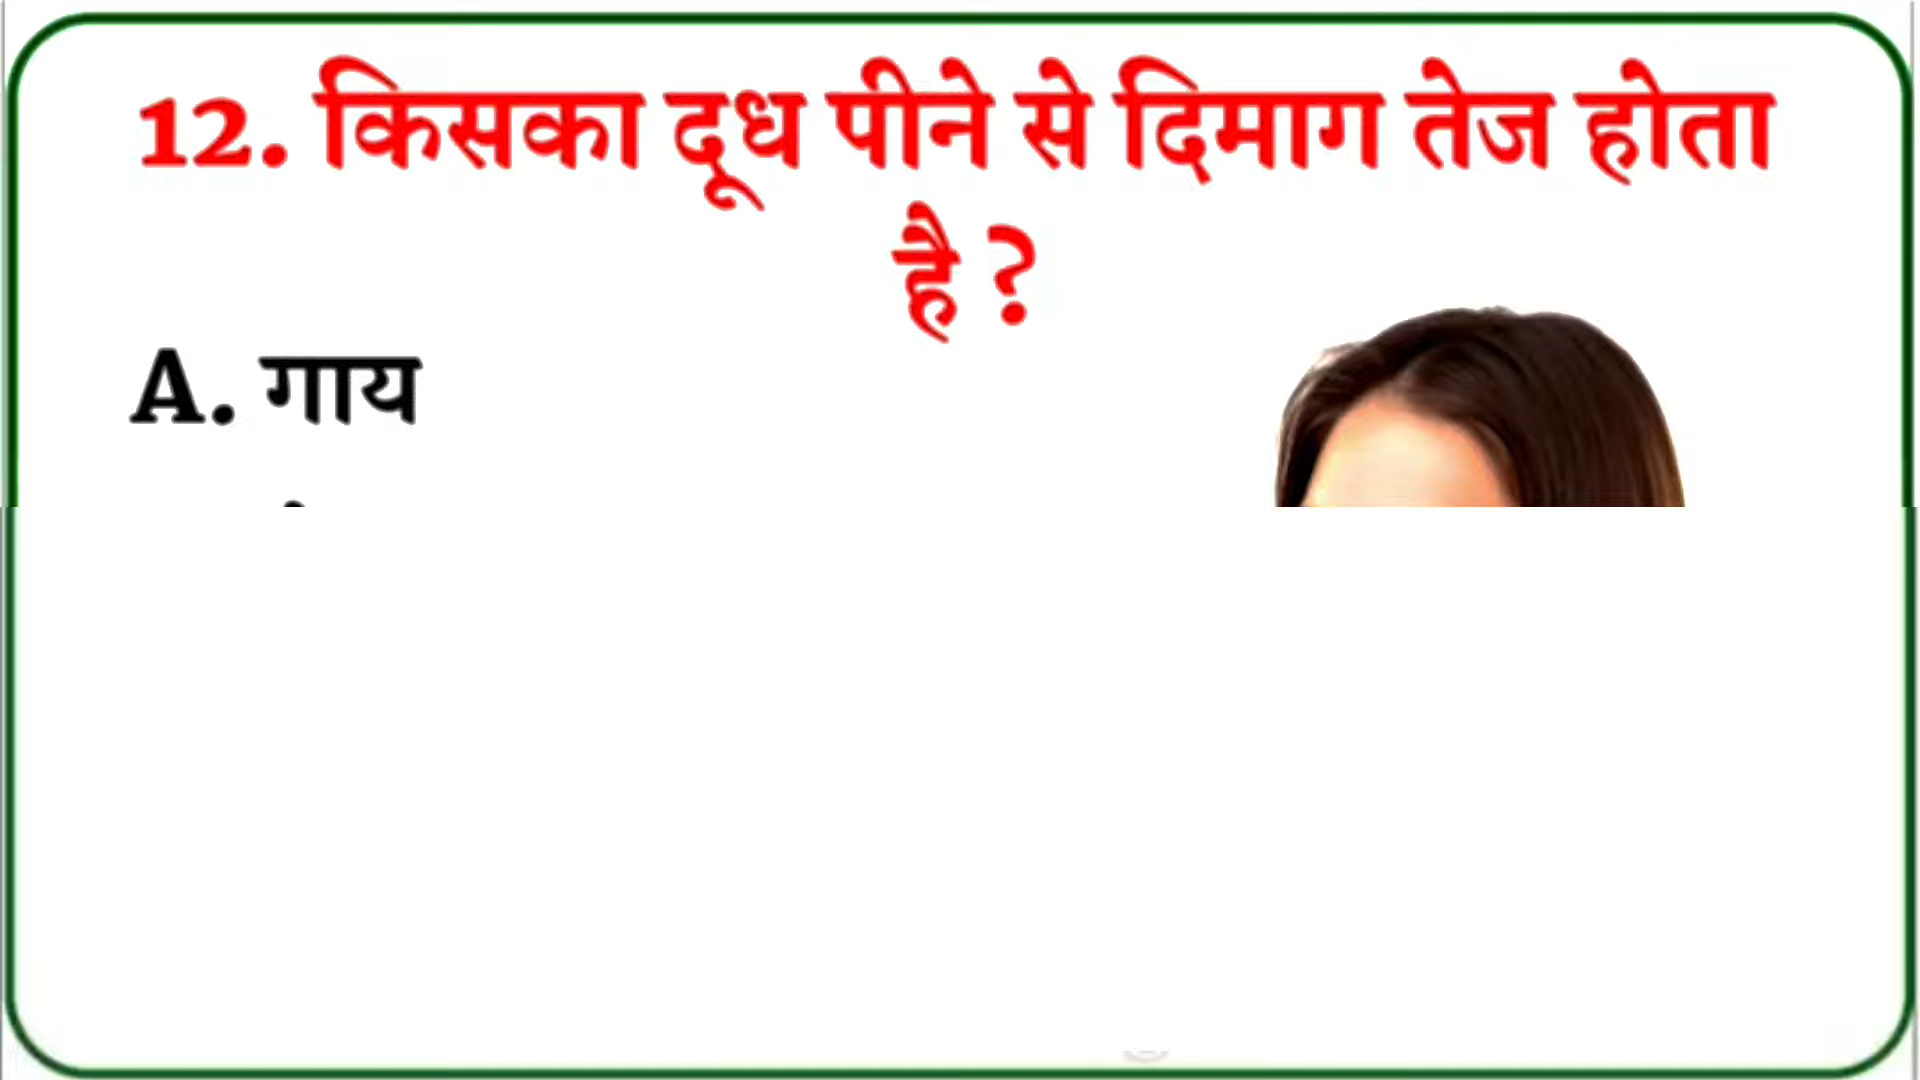 12. किसका दूध पीने से दिमाग तेज होता
है ?
A. गाय